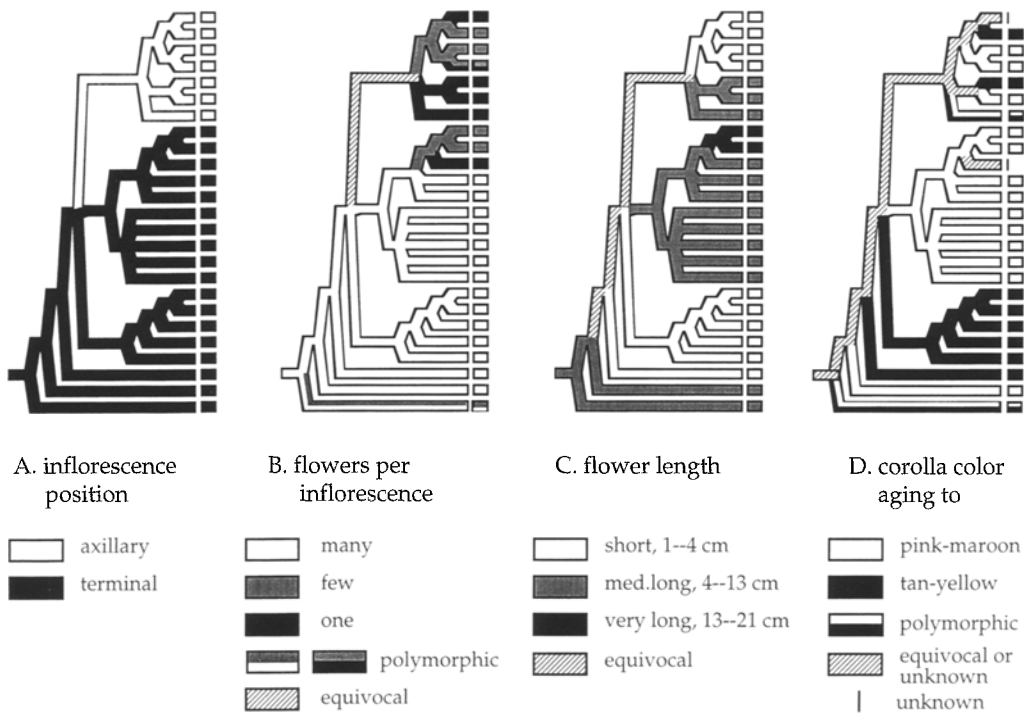 A. inflorescence
position
axillary
terminal
B. flowers per
inflorescence
many
few
one
polymorphic
equivocal
C. flower length
short, 1--4 cm
med.long, 4--13 cm
very long, 13--21 cm
equivocal
D. corolla color
aging to
pink-maroon
tan-yellow
polymorphic
equivocal or
unknown
unknown